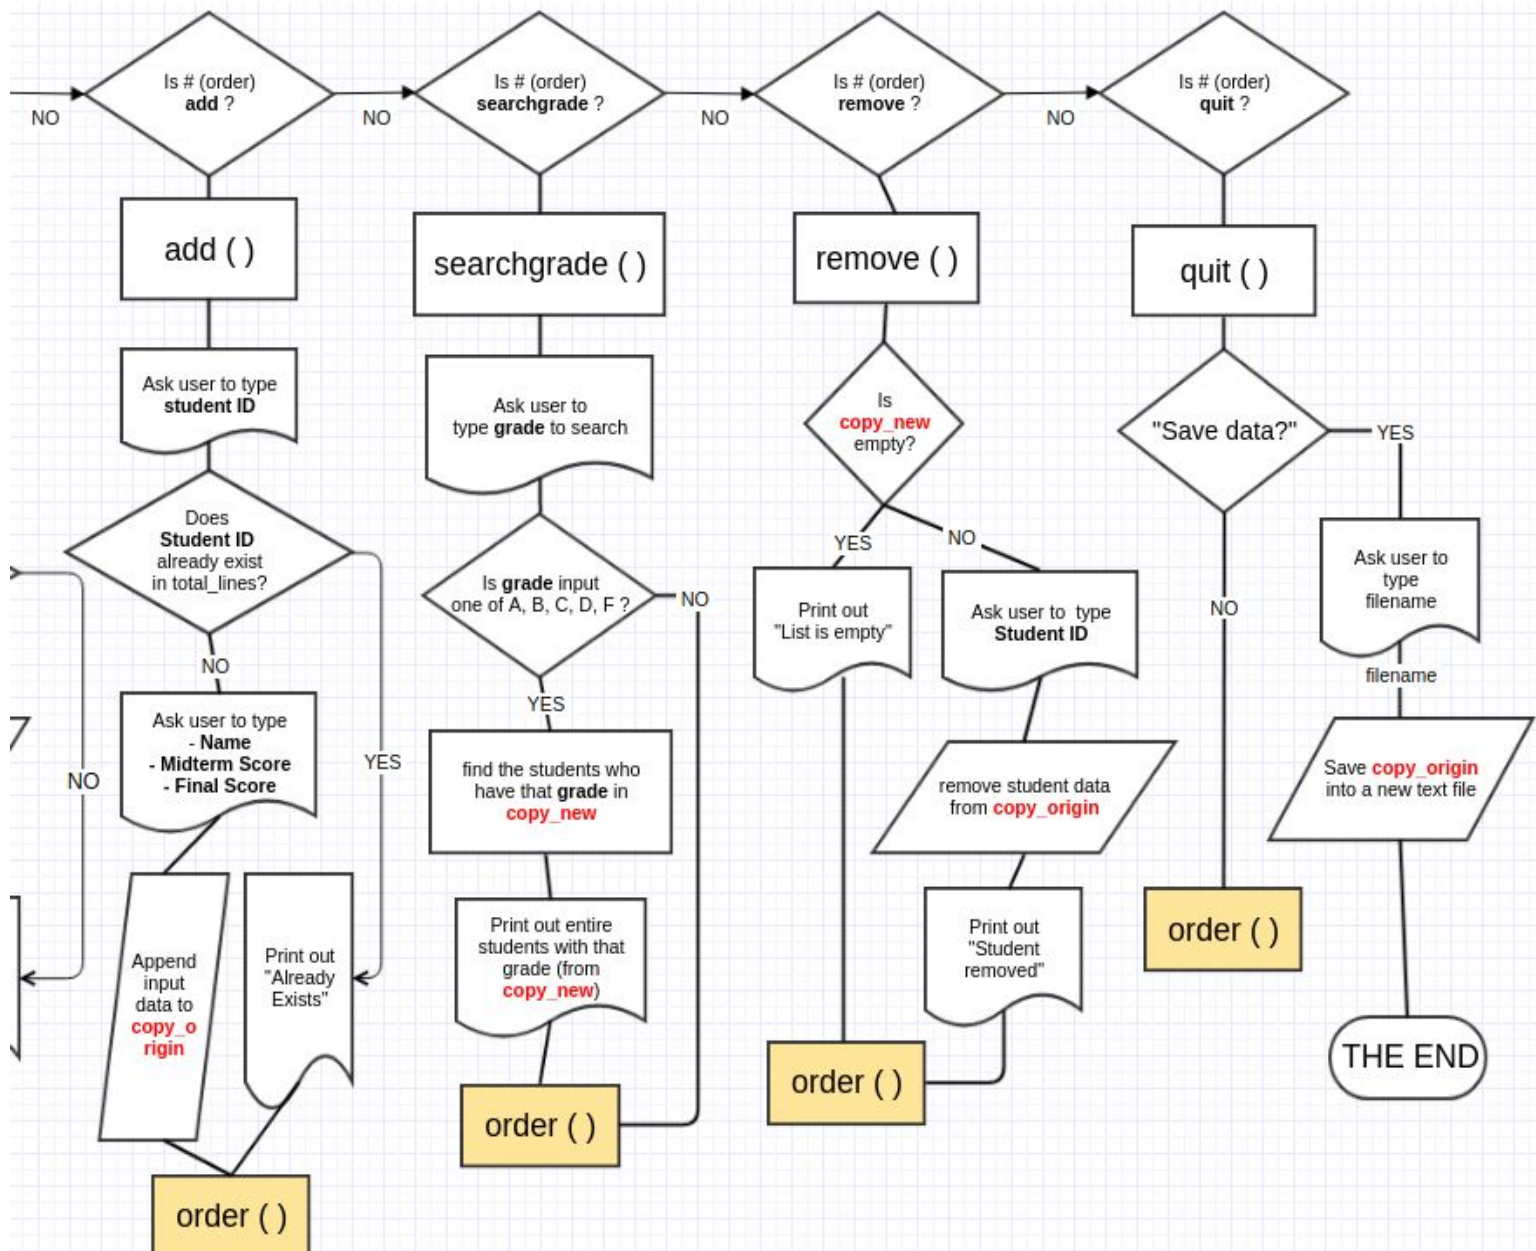 Is # (order)
add ?
NO
Is # (order)
searchgrade ?
NO
Is # (order)
remove ?
NO
Is # (order)
quit ?
NO
add ( )
Ask user to type
student ID
Does
Student ID
already exist
in total_lines?
NO
YES
NO
Ask user to type
- Name
- Midterm Score
- Final Score
Append
input
data to
copy_o
rigin
Print out
"Already
Exists"
order ( )
searchgrade ( )
Ask user to
type grade to search
Is grade input
one of A, B, C, D, F ?
NO
YES
find the students who
have that grade in
copy_new
Print out entire
students with that
grade (from
copy_new)
order ( )
remove ( )
Is
copy_new
empty?
YES
NO
Print out
"List is empty"
Ask user to  type
Student ID
remove student data
from copy_origin
Print out
"Student
removed"
order ( )
quit ( )
"Save data?"
YES
NO
Ask user to
type
filename
filename
Save copy_origin
into a new text file
order ( )
THE END